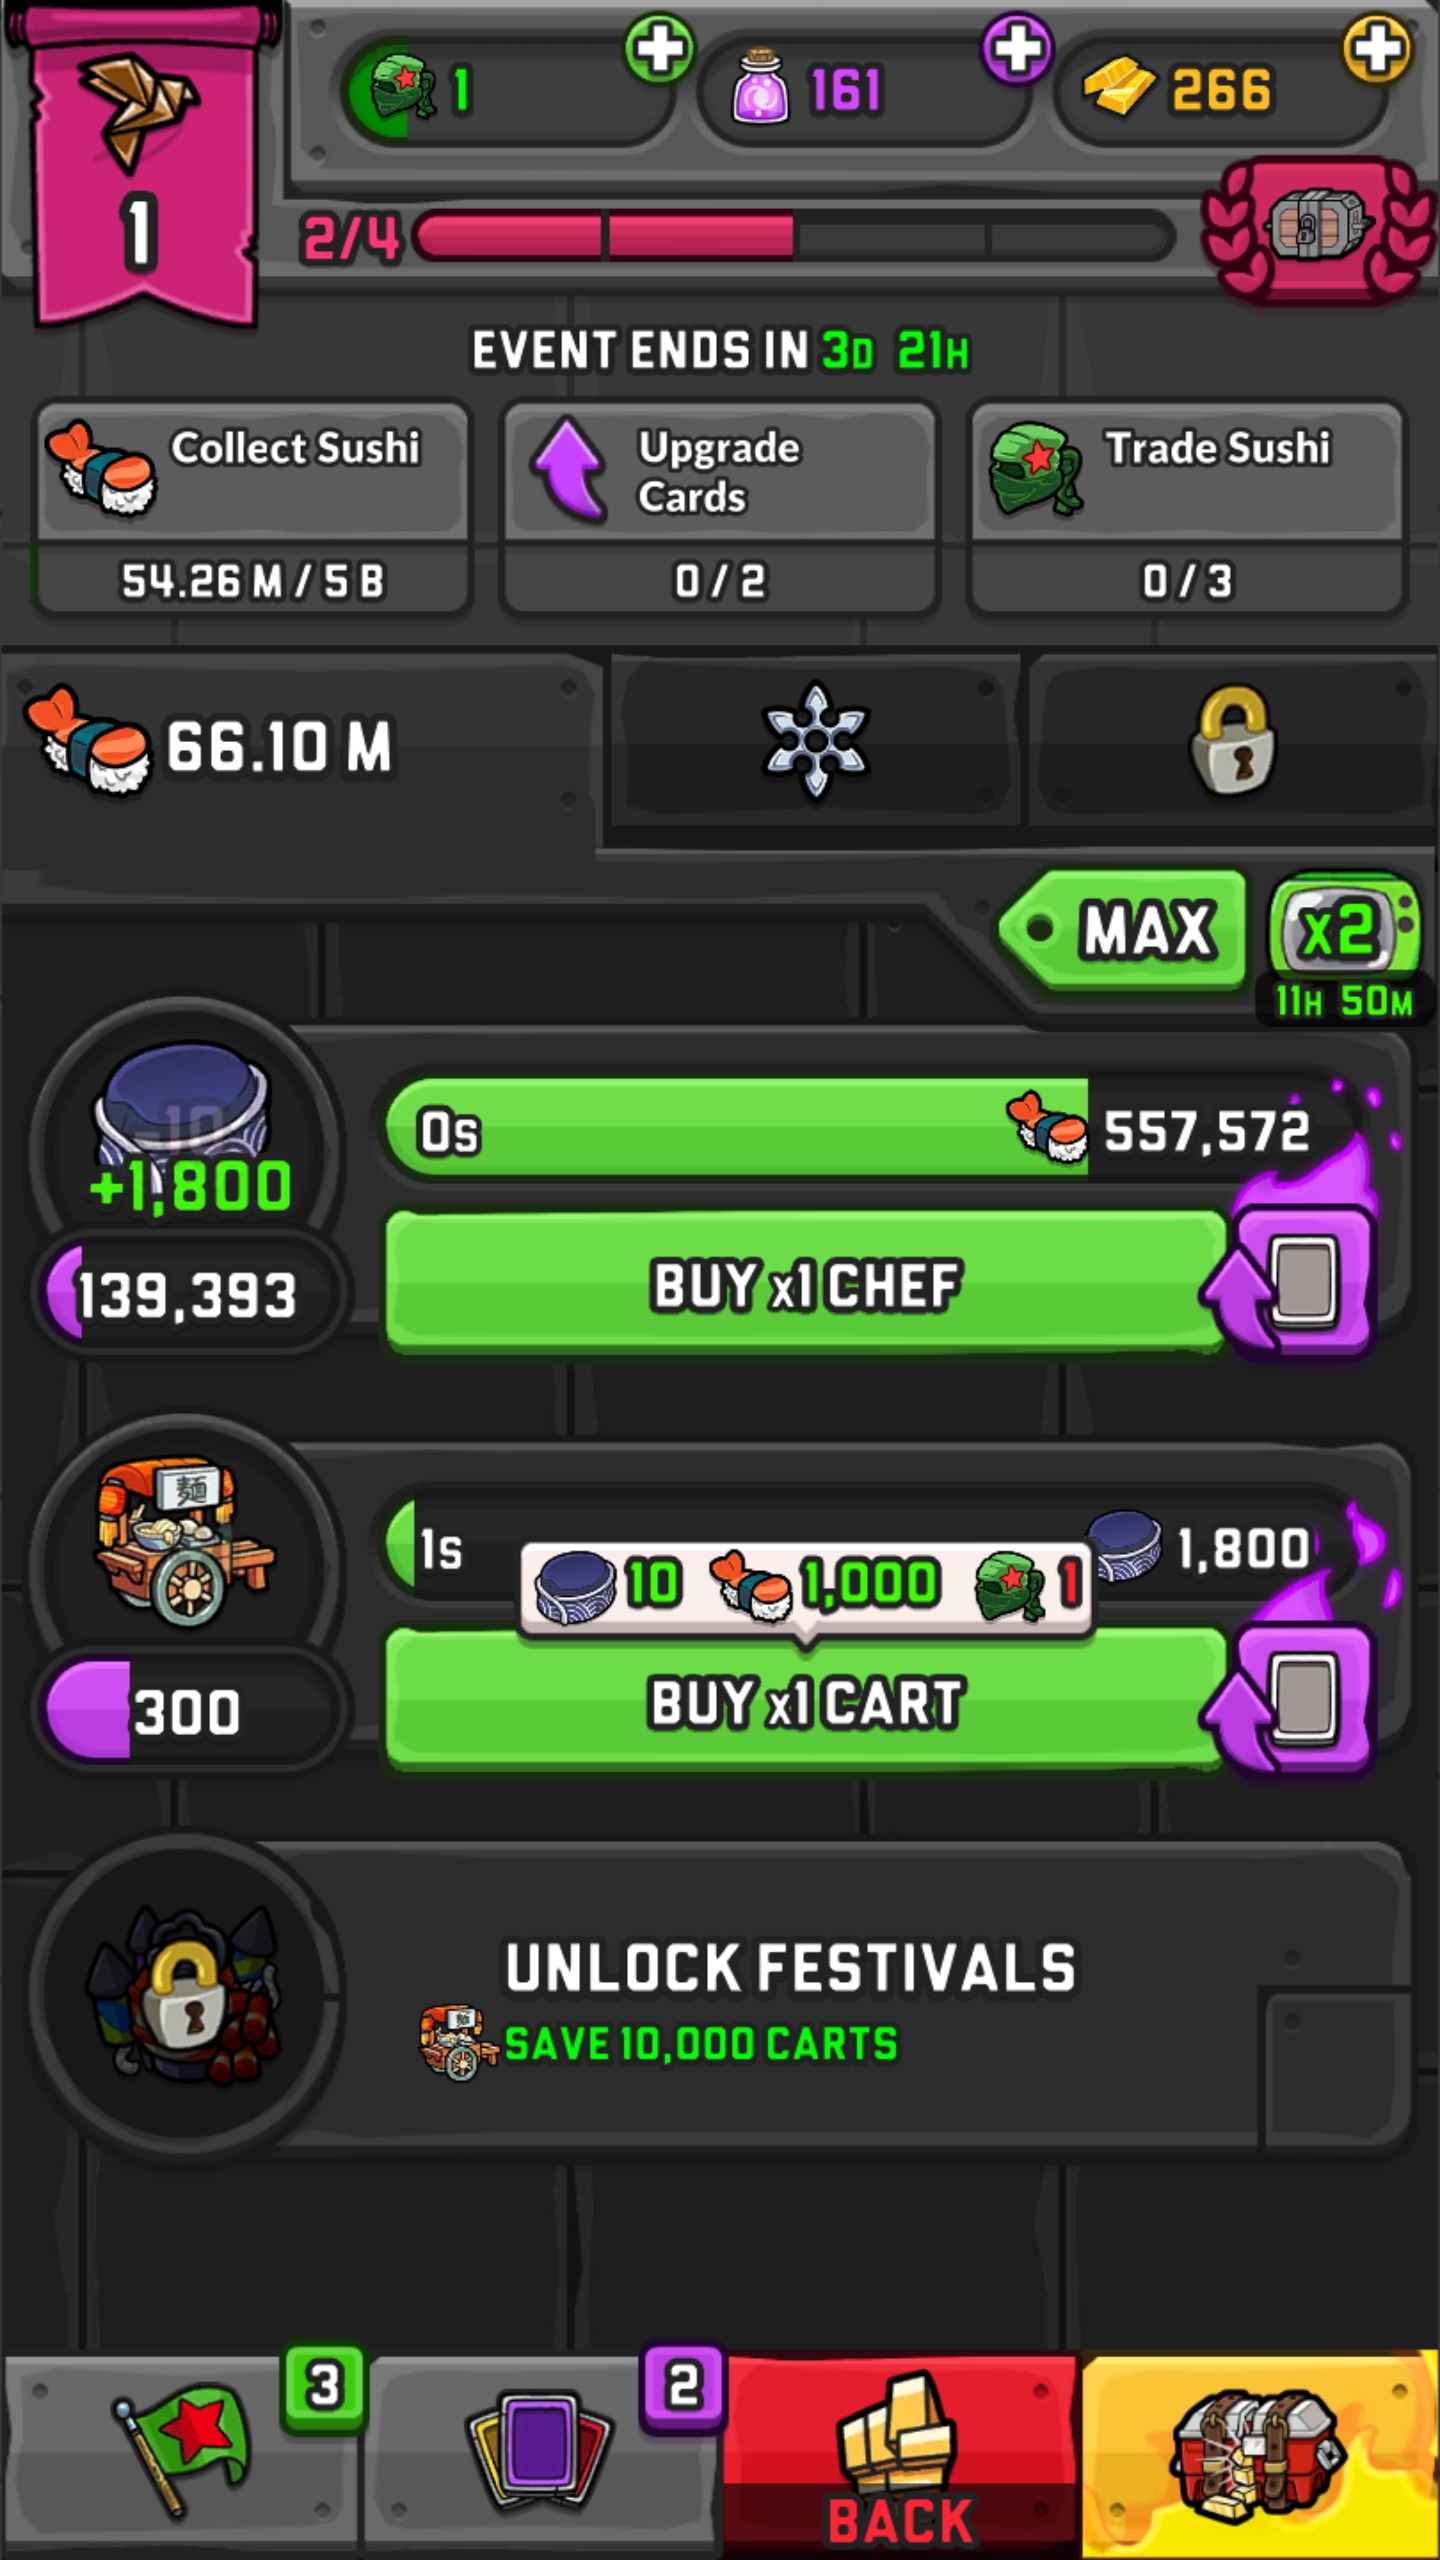 1
161
266
1
2/4
EVENT ENDS IN 3D 21H
Collect Sushi
54.26 M / 5 B
Upgrade
Cards
0 / 2
Trade Sushi
0 / 3
66.10 M
MAX
x2
11H 50M
-10
+1,800
139,393
0s
557,572
BUY x1 CHEF
麺
300
1s
1,800
10
1,000
1
BUY x1 CART
UNLOCK FESTIVALS
SAVE 10,000 CARTS
3
2
BACK